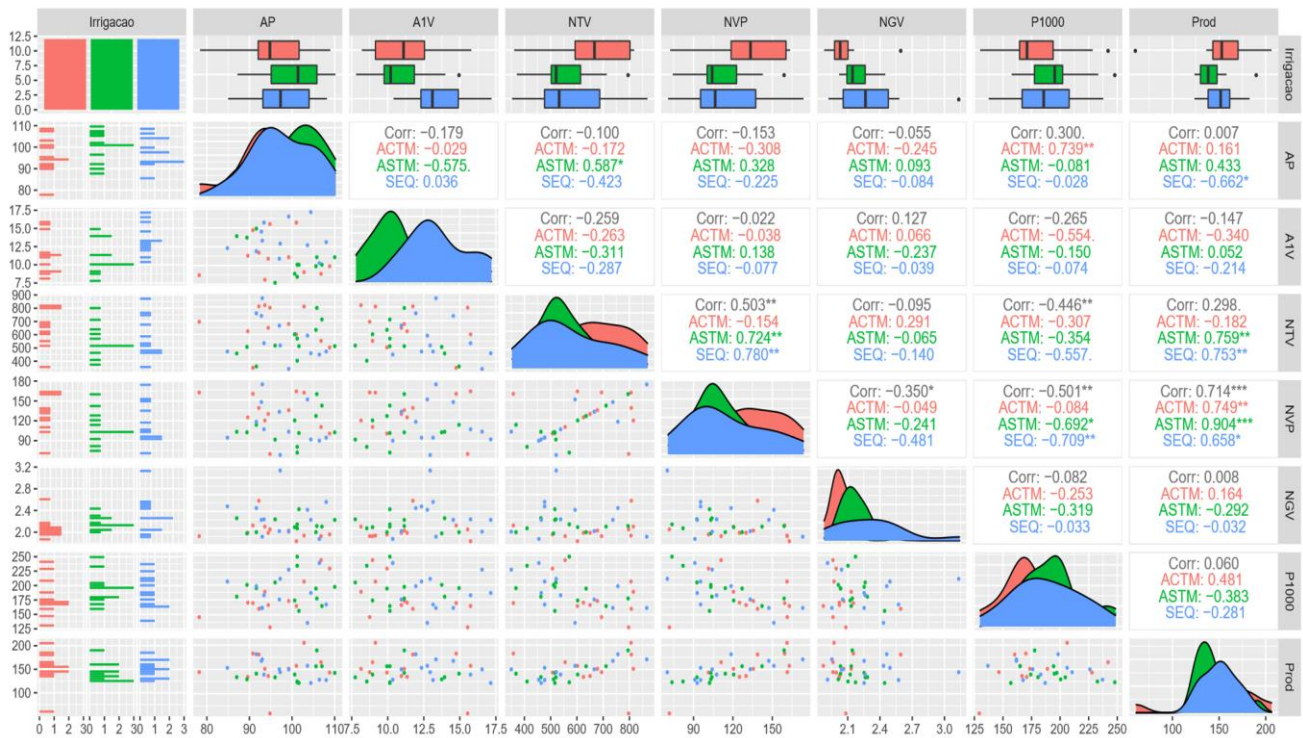 Irrigacao AP A1V NTV NVP NGV P1000 Prod
12.5
10.0
7.5
5.0
2.5
0.0
Irrigacao
110
100
90
80
Corr: −0.179
ACTM: −0.029
ASTM: −0.575.
SEQ: 0.036
Corr: −0.100
ACTM: −0.172
ASTM: 0.587*
SEQ: −0.423
Corr: −0.153
ACTM: −0.308
ASTM: 0.328
SEQ: −0.225
Corr: −0.055
ACTM: −0.245
ASTM: 0.093
SEQ: −0.084
Corr: 0.300.
ACTM: 0.739**
ASTM: −0.081
SEQ: −0.028
Corr: 0.007
ACTM: 0.161
ASTM: 0.433
SEQ: −0.662*
AP
17.5
15.0
12.5
10.0
7.5
Corr: −0.259
ACTM: −0.263
ASTM: −0.311
SEQ: −0.287
Corr: −0.022
ACTM: −0.038
ASTM: 0.138
SEQ: −0.077
Corr: 0.127
ACTM: 0.066
ASTM: −0.237
SEQ: −0.039
Corr: −0.265
ACTM: −0.554.
ASTM: −0.150
SEQ: −0.074
Corr: −0.147
ACTM: −0.340
ASTM: 0.052
SEQ: −0.214
A1V
900
800
700
600
500
400
Corr: 0.503**
ACTM: −0.154
ASTM: 0.724**
SEQ: 0.780**
Corr: −0.095
ACTM: 0.291
ASTM: −0.065
SEQ: −0.140
Corr: −0.446**
ACTM: −0.307
ASTM: −0.354
SEQ: −0.557.
Corr: 0.298.
ACTM: −0.182
ASTM: 0.759**
SEQ: 0.753**
NTV
180
150
120
90
Corr: −0.350*
ACTM: −0.049
ASTM: −0.241
SEQ: −0.481
Corr: −0.501**
ACTM: −0.084
ASTM: −0.692*
SEQ: −0.709**
Corr: 0.714***
ACTM: 0.749**
ASTM: 0.904***
SEQ: 0.658*
NVP
3.2
2.8
2.4
2.0
Corr: −0.082
ACTM: −0.253
ASTM: −0.319
SEQ: −0.033
Corr: 0.008
ACTM: 0.164
ASTM: −0.292
SEQ: −0.032
NGV
250
225
200
175
150
125
Corr: 0.060
ACTM: 0.481
ASTM: −0.383
SEQ: −0.281
P1000
200
150
100
Prod
0 1 2 3 0 1 2 3 0 1 2 3 80 90 100 110 7.5 10.0 12.5 15.0 17.5 400 500 600 700 800 90 120 150 2.1 2.4 2.7 3.0 125 150 175 200 225 250 100 150 200